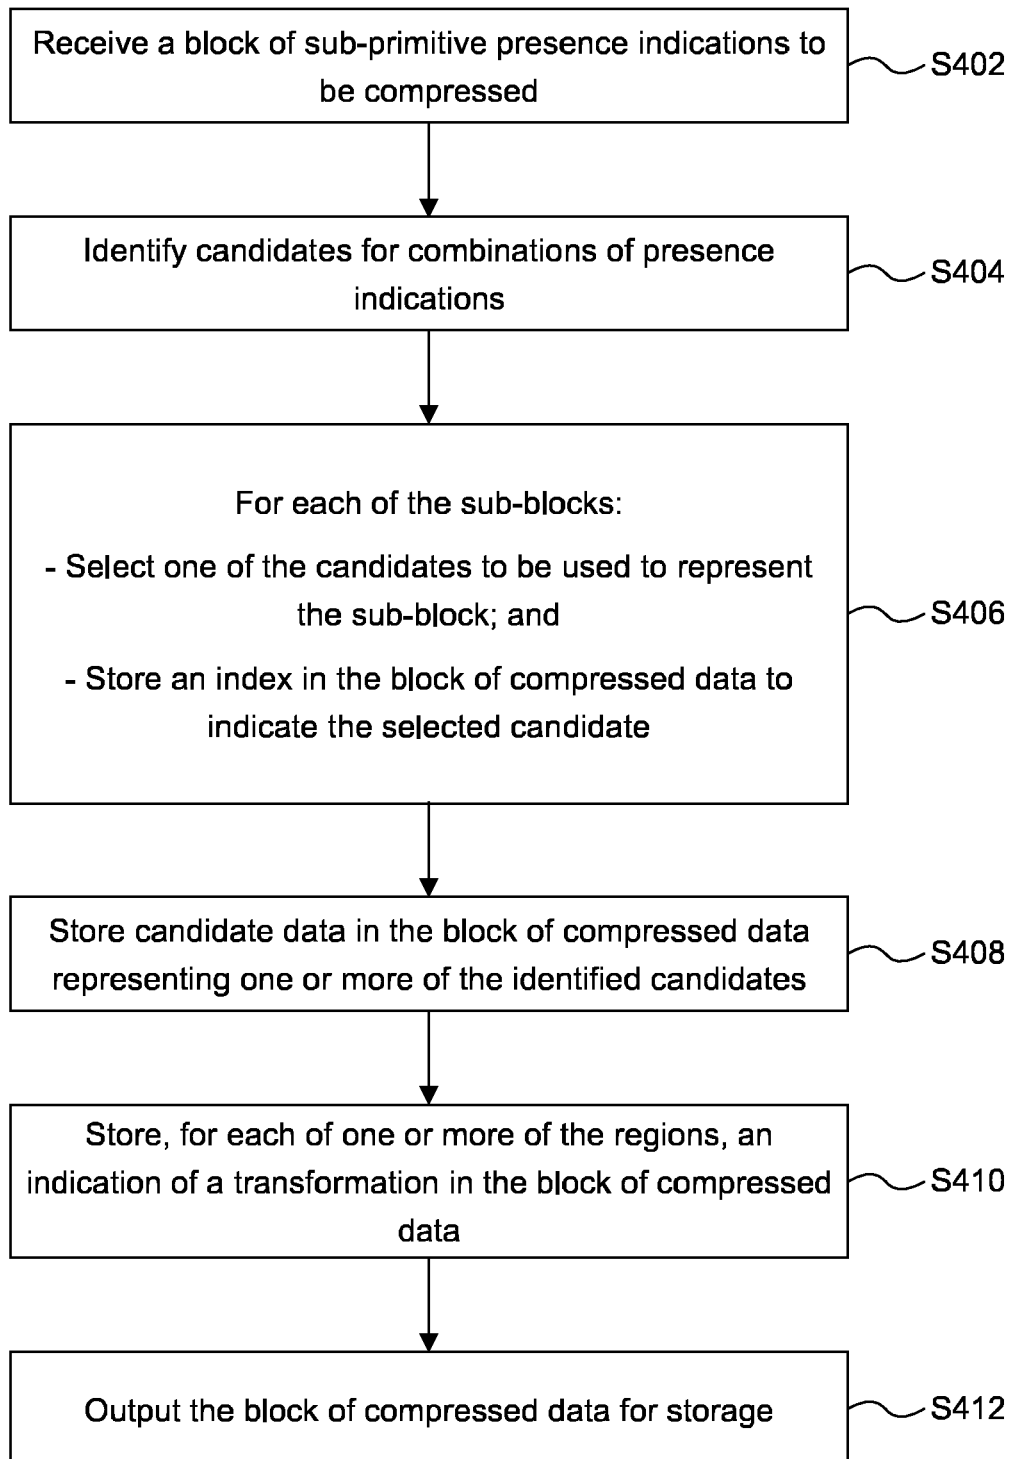 Receive a block of sub-primitive presence indications to
be compressed
S402
Identify candidates for combinations of presence
indications
S404
For each of the sub-blocks:
- Select one of the candidates to be used to represent
the sub-block; and
- Store an index in the block of compressed data to
indicate the selected candidate
S406
Store candidate data in the block of compressed data
representing one or more of the identified candidates
S408
Store, for each of one or more of the regions, an
indication of a transformation in the block of compressed
data
S410
Output the block of compressed data for storage
S412